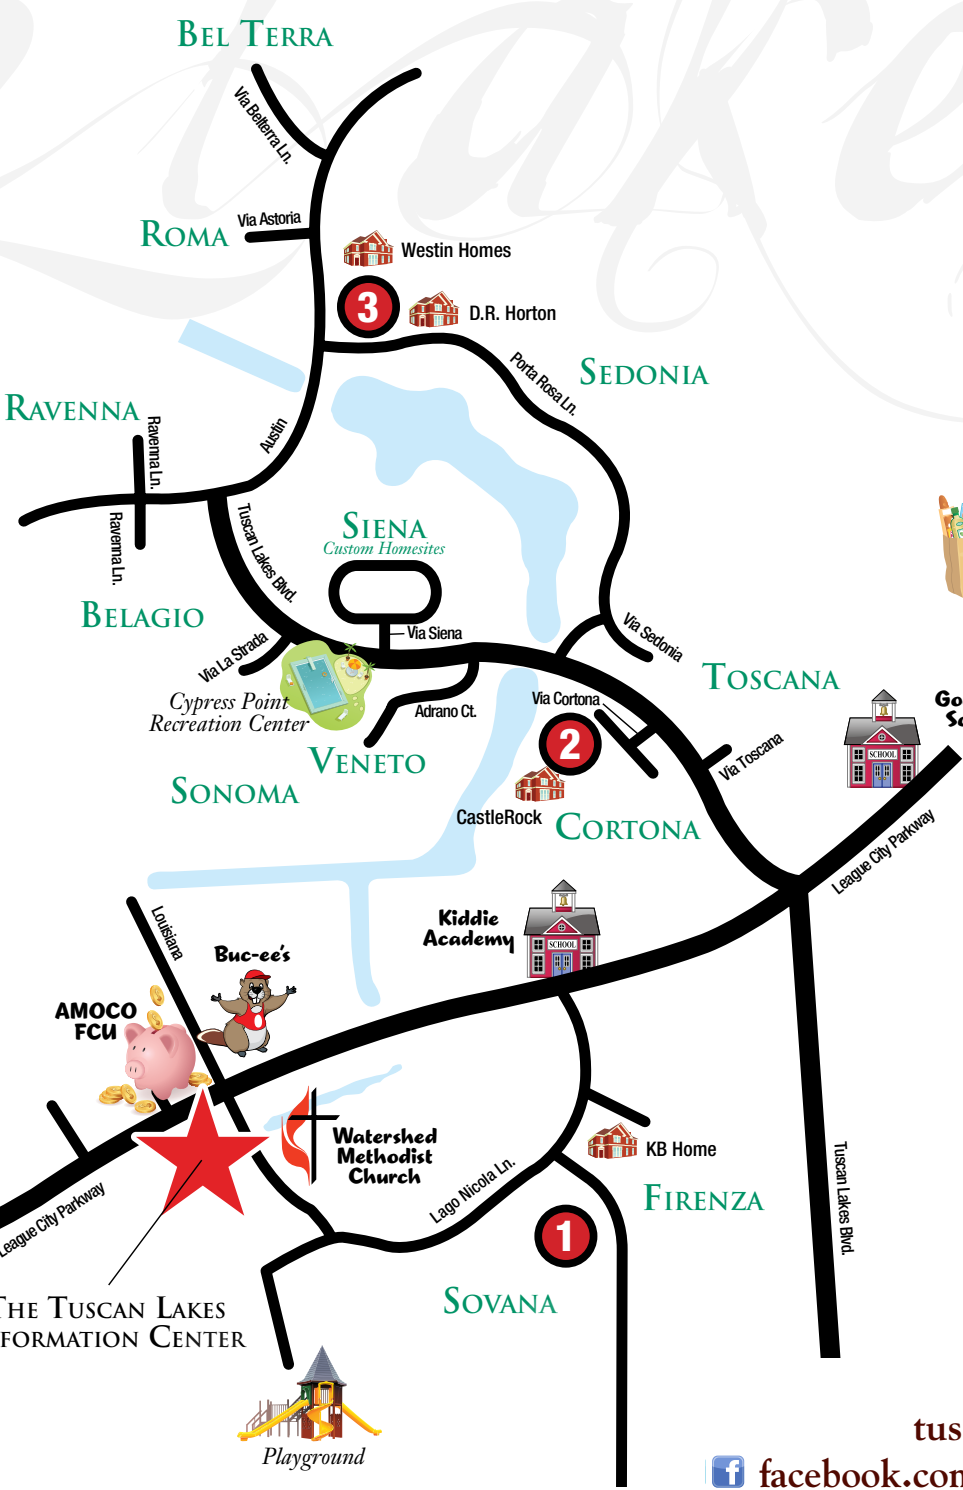 BEL TERRA
Via Belterra Ln.
ROMA
Via Astoria
Westin Homes
3
D.R. Horton
SEDONIA
Porta Rosa Ln.
RAVENNA
Ravenna Ln.
Austin
Ravenna Ln.
Tuscan Lakes Blvd.
SIENA
Custom Homesites
BELAGIO
Via Siena
Via La Strada
Via Sedonia
TOSCANA
Cypress Point
Recreation Center
Adrano Ct.
Via Cortona
2
Via Toscana
VENETO
SONOMA
CastleRock
CORTONA
SCHOOL
League City Parkway
Louisiana
Kiddie
Academy
SCHOOL
Buc-ee's
AMOCO
FCU
Watershed
Methodist
Church
KB Home
Lago Nicola Ln.
FIRENZA
Tuscan Lakes Blvd.
League City Parkway
1
SOVANA
THE TUSCAN LAKES
FORMATION CENTER
Playground
tus
f facebook.con